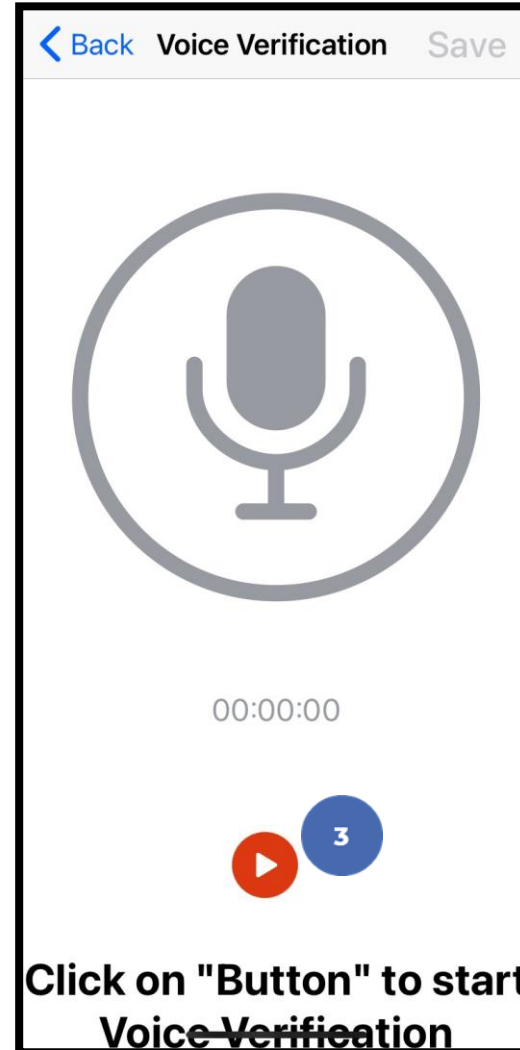 Back Voice Verification Save
00:00:00
3
Click on "Button" to start
Voice Verification